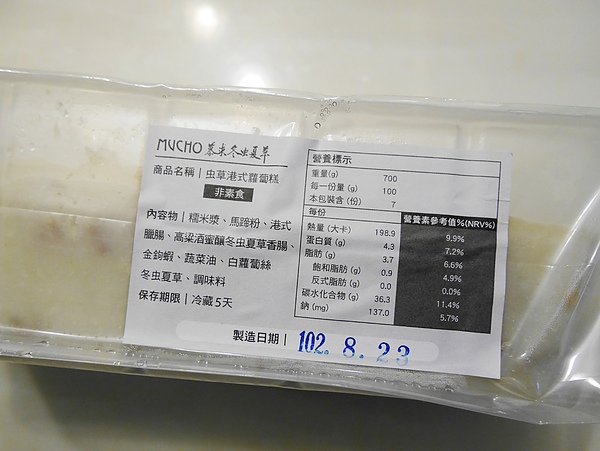 MUCHO 慕求冬虫夏草
商品名稱｜虫草港式蘿蔔糕
非素食
內容物｜糯米漿、馬蹄粉、港式
臘腸、高粱酒蜜釀冬虫夏草香腸、
金鉤蝦、蔬菜油、白蘿蔔絲
冬虫夏草、調味料
保存期限｜冷藏5天
營養標示
重量(g) 700
每一份量(g) 100
本包裝含(份) 7
每份 營養素參考值%(NRV%)
熱量(大卡) 198.9 9.9%
蛋白質(g) 4.3 7.2%
脂肪(g) 3.7 6.6%
飽和脂肪(g) 0.9 4.9%
反式脂肪(g) 0.0 0.0%
碳水化合物(g) 36.3 11.4%
鈉(mg) 137.0 5.7%
製造日期｜102. 8. 23